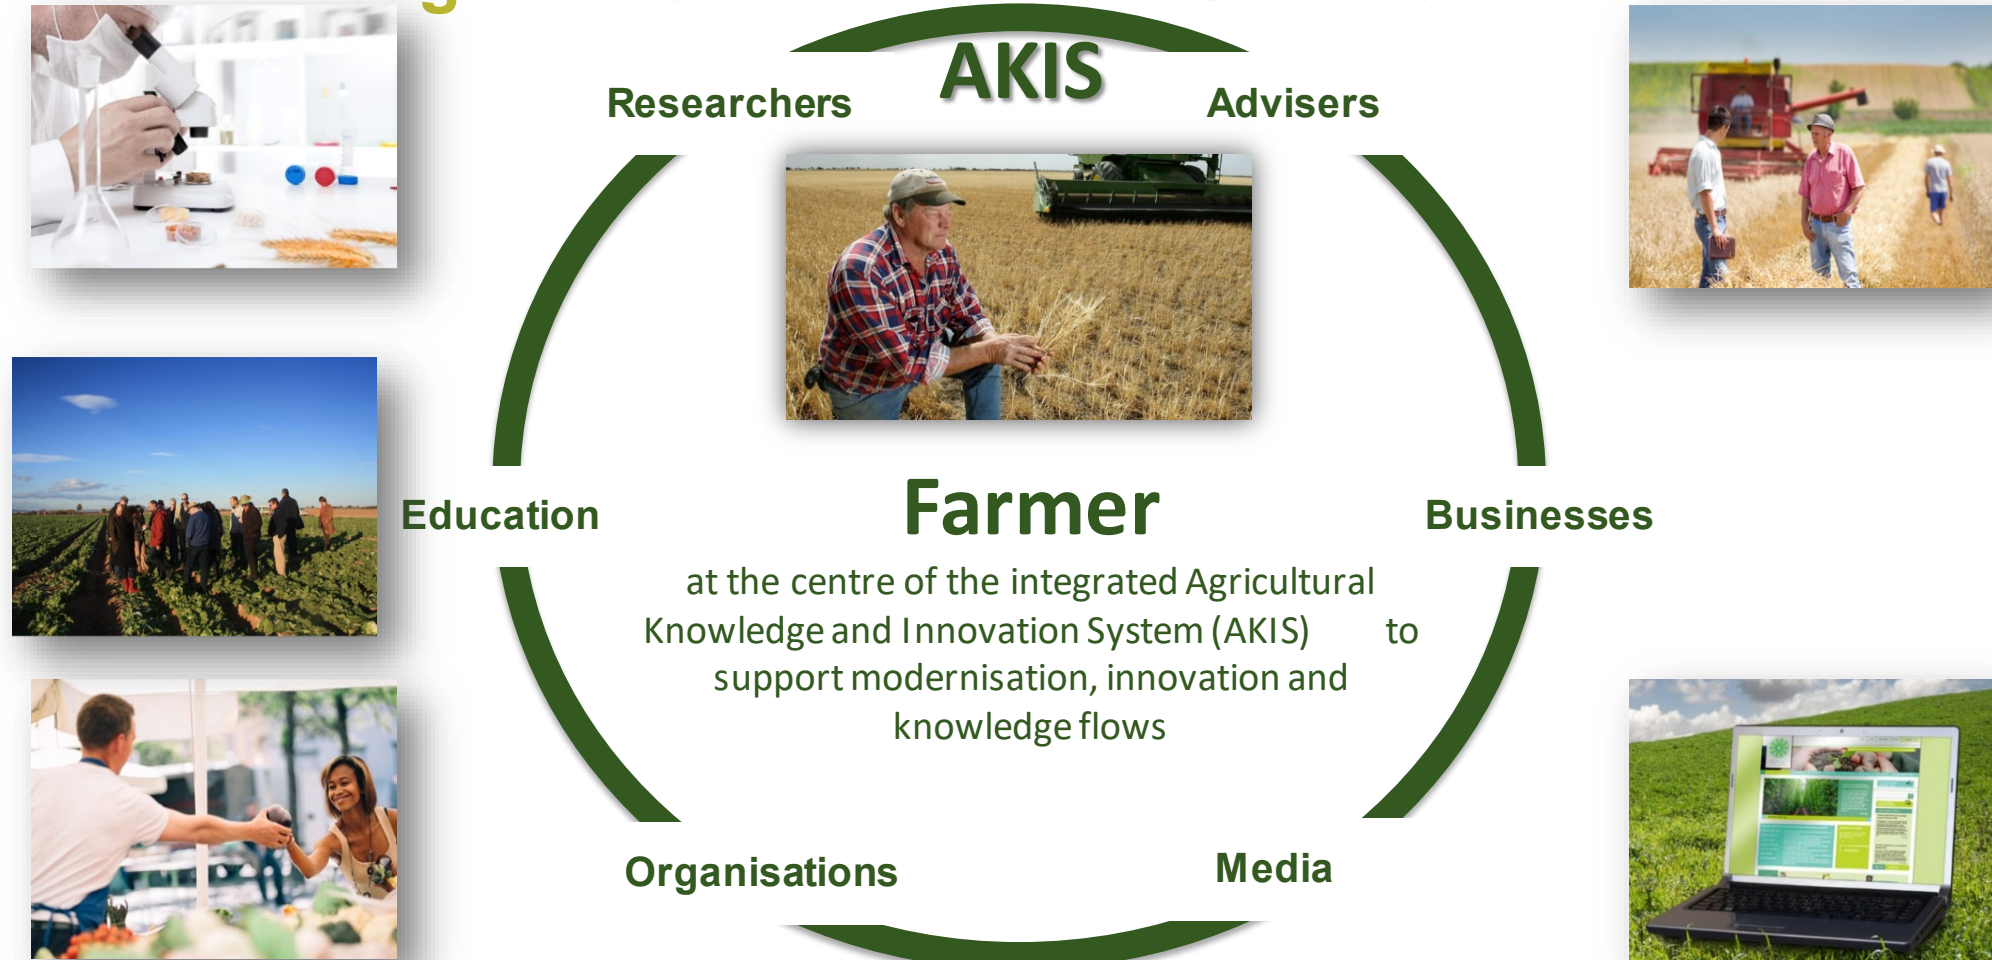 AKIS
Researchers
Advisers
Education
Farmer
Businesses
at the centre of the integrated Agricultural
Knowledge and Innovation System (AKIS) to
support modernisation, innovation and
knowledge flows
Organisations
Media